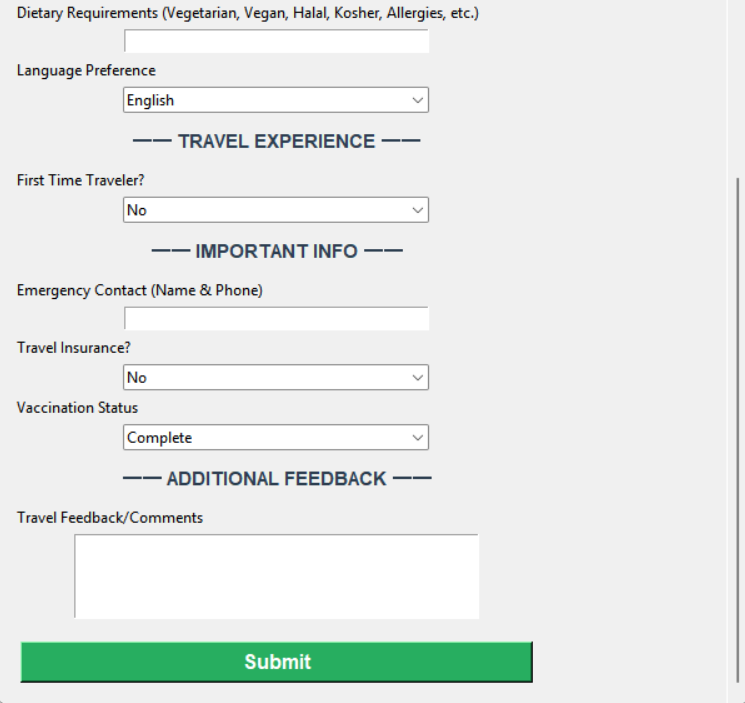 Dietary Requirements (Vegetarian, Vegan, Halal, Kosher, Allergies, etc.)
Language Preference
English
—— TRAVEL EXPERIENCE ——
First Time Traveler?
No
—— IMPORTANT INFO ——
Emergency Contact (Name & Phone)
Travel Insurance?
No
Vaccination Status
Complete
—— ADDITIONAL FEEDBACK ——
Travel Feedback/Comments
Submit